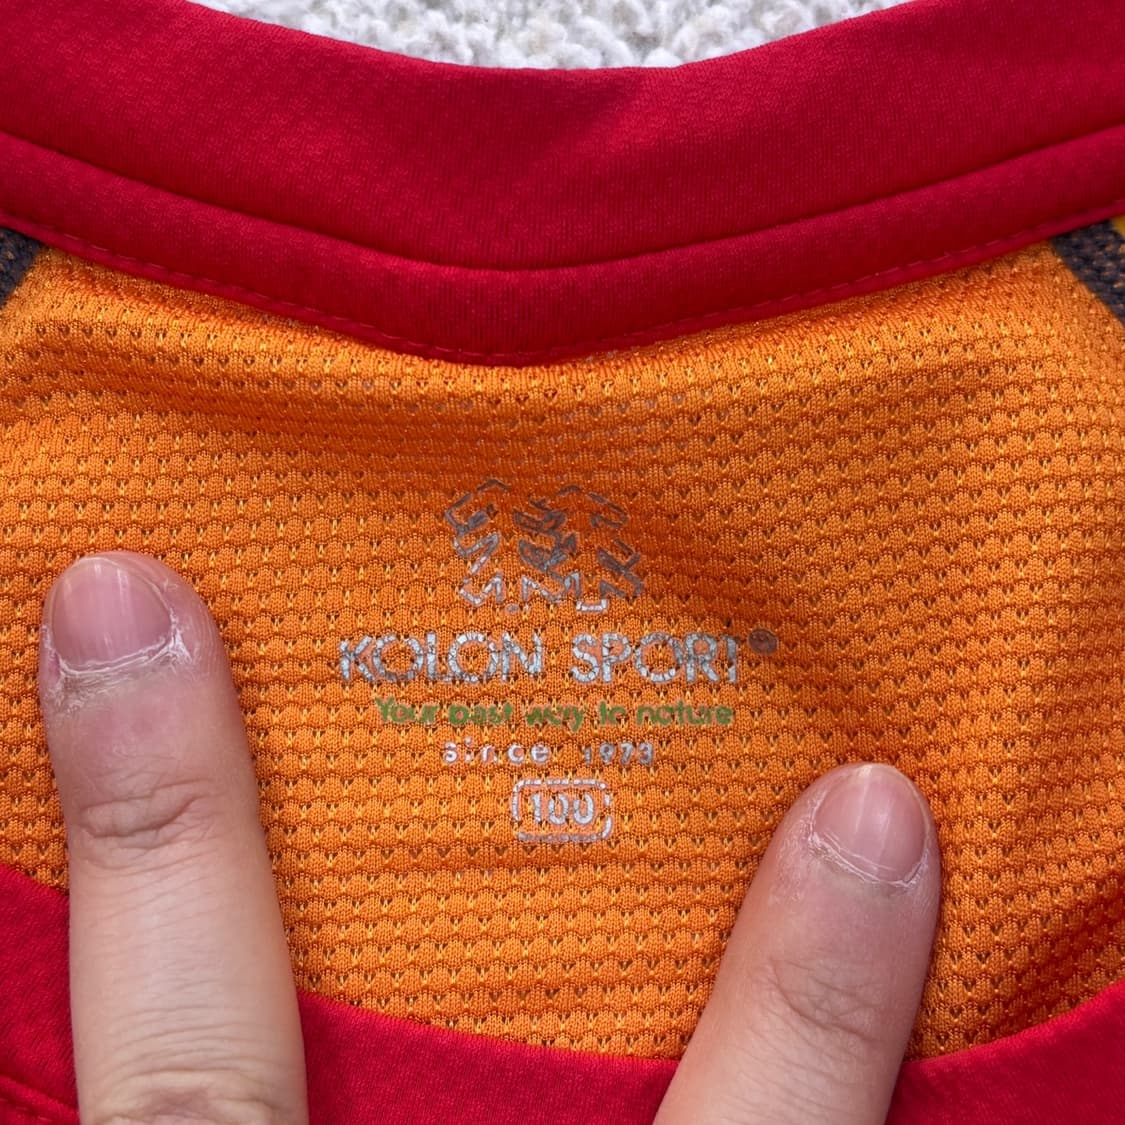 KOLON SPORT®
Your best way to nature
since 1973
100